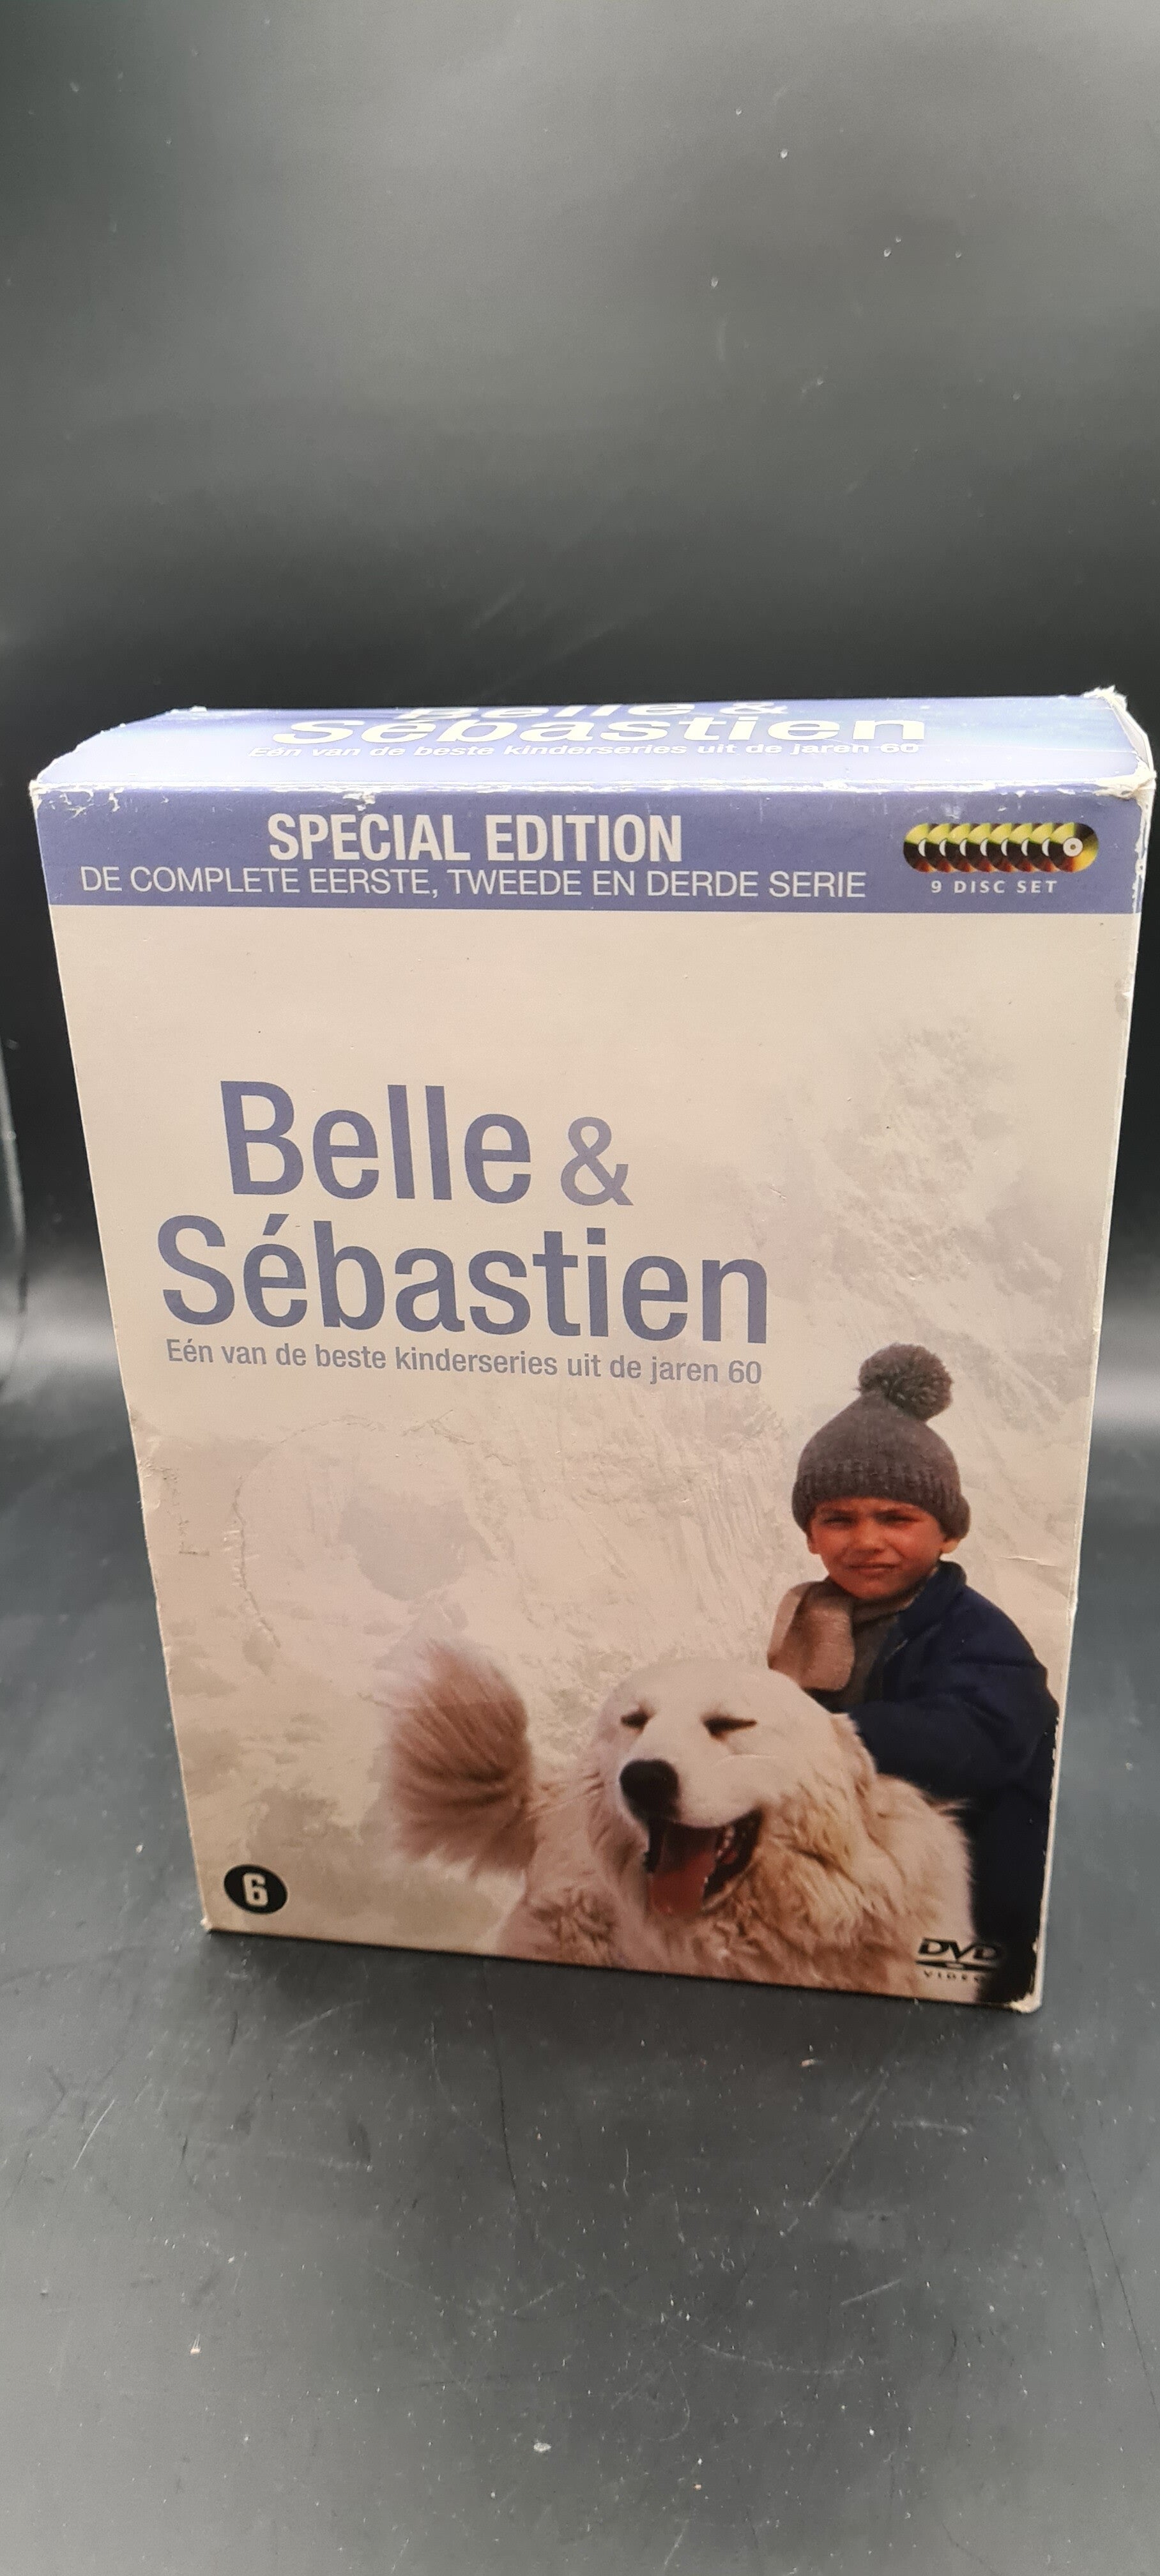 Belle &
Sébastien
Eén van de beste kinderseries uit de jaren 60
SPECIAL EDITION
DE COMPLETE EERSTE, TWEEDE EN DERDE SERIE
9 DISC SET
Belle &
Sébastien
Eén van de beste kinderseries uit de jaren 60
6
DVD
VIDEO